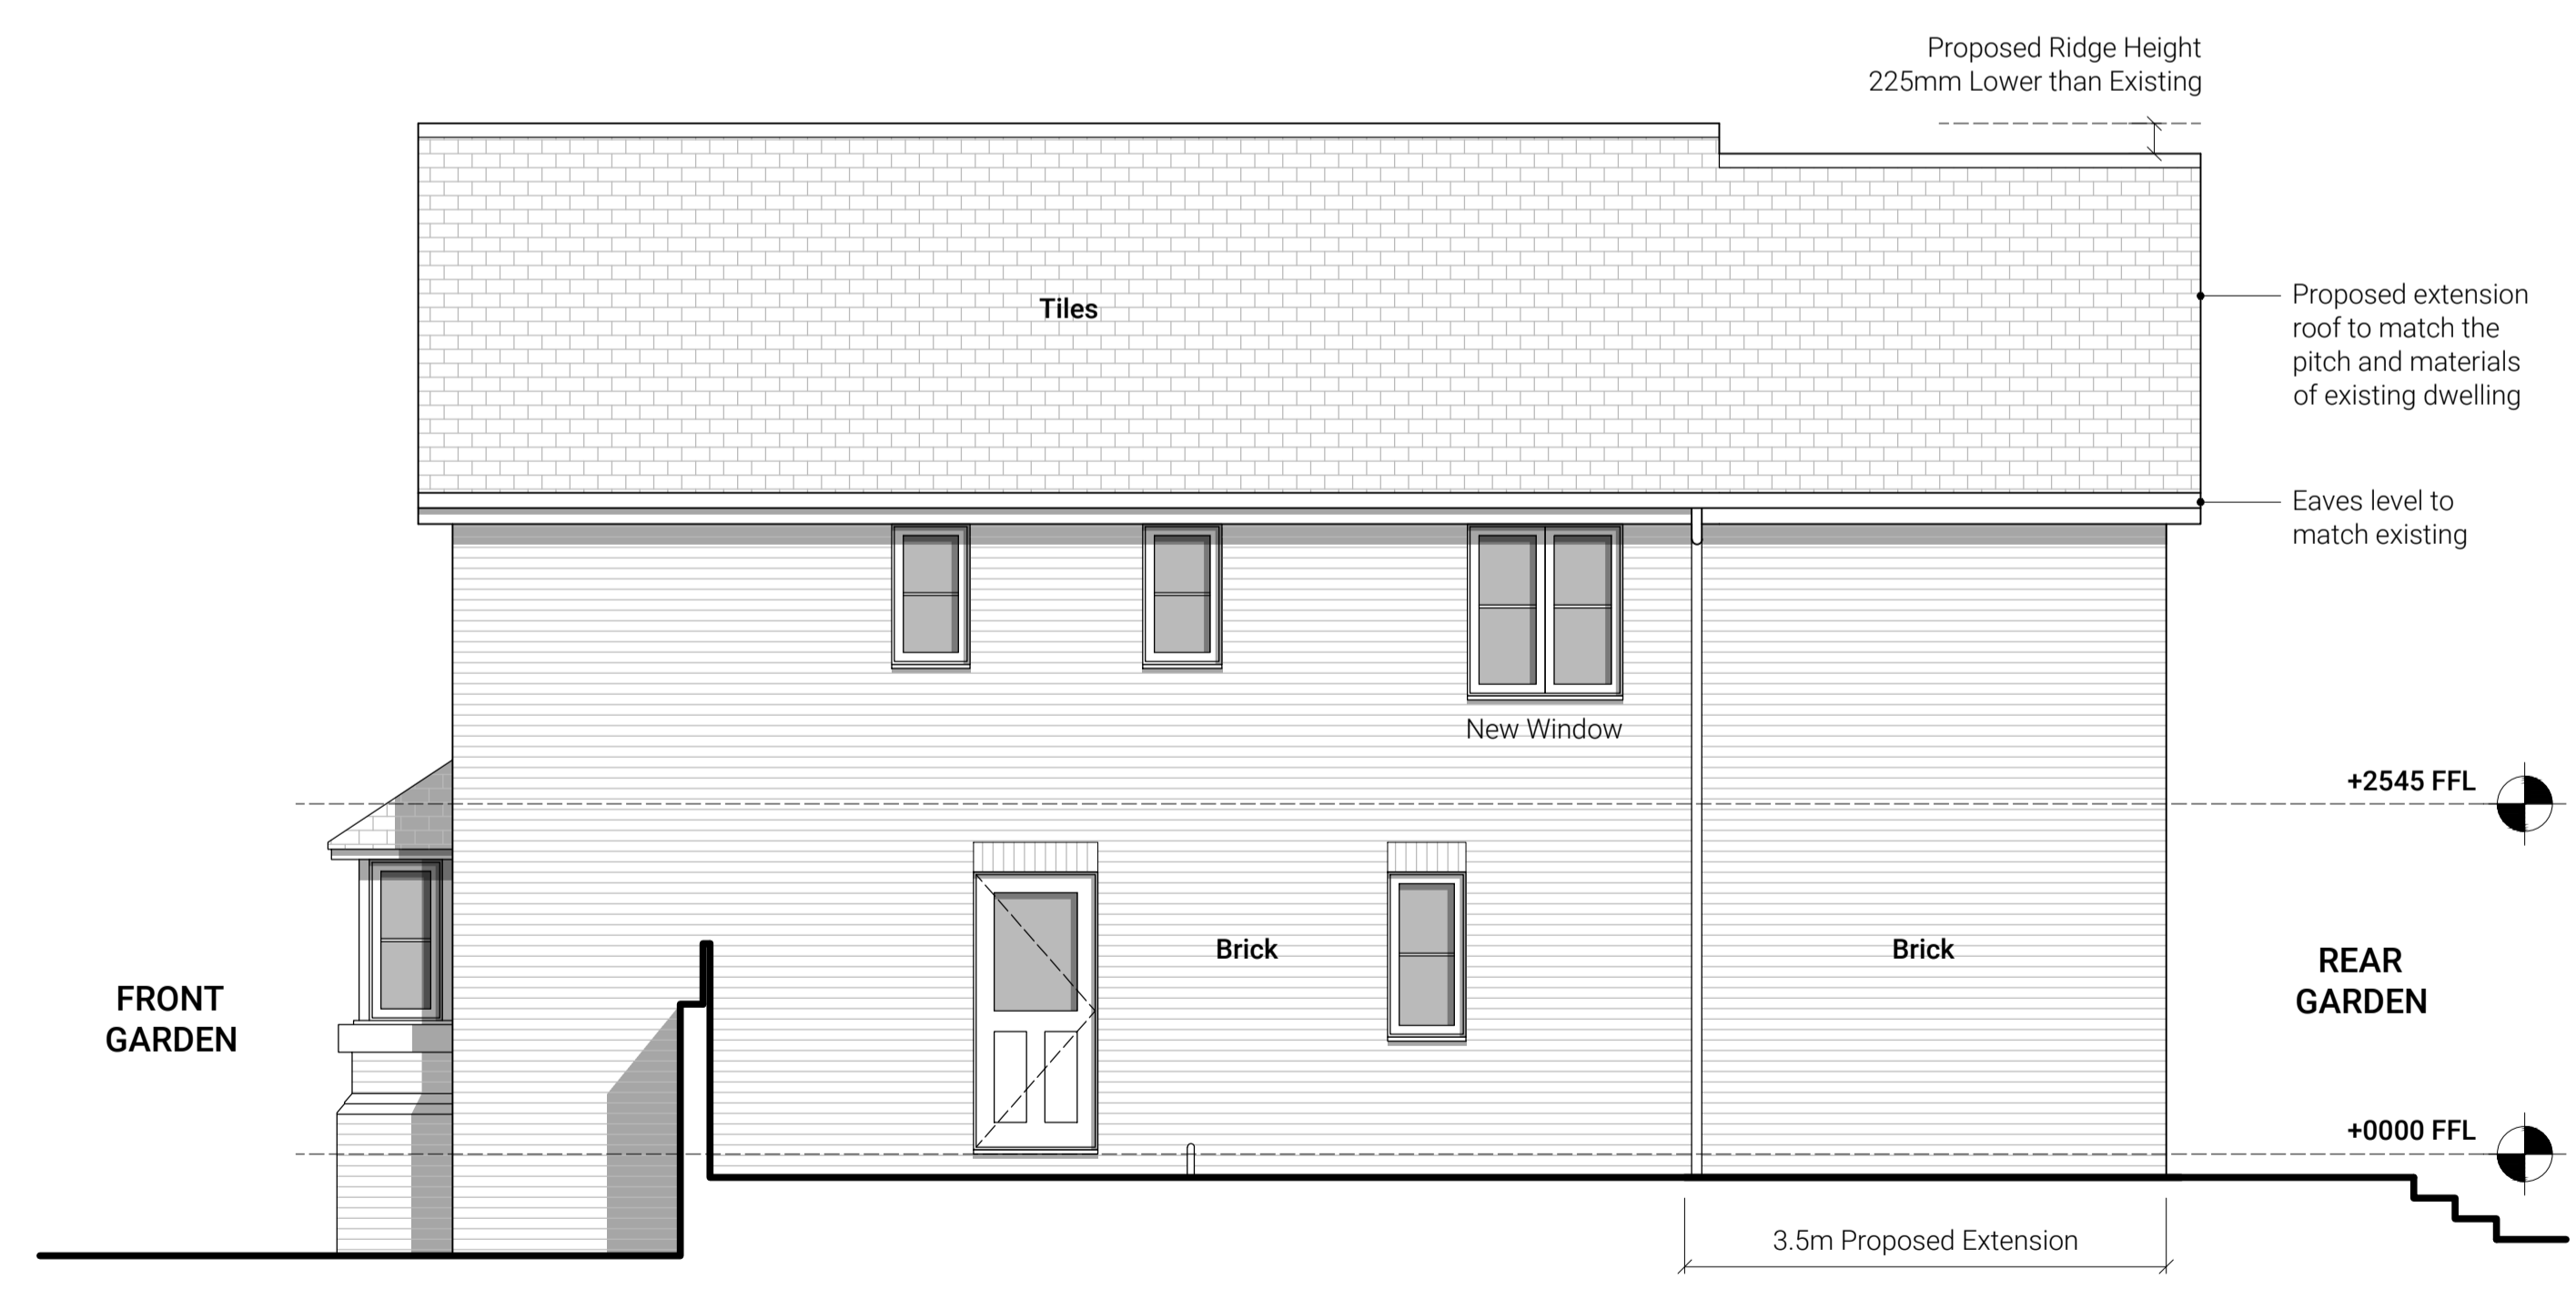 Proposed Ridge Height
225mm Lower than Existing
Tiles
Proposed extension
roof to match the
pitch and materials
of existing dwelling
Eaves level to
match existing
New Window
+2545 FFL
Brick
Brick
FRONT
GARDEN
REAR
GARDEN
+0000 FFL
3.5m Proposed Extension